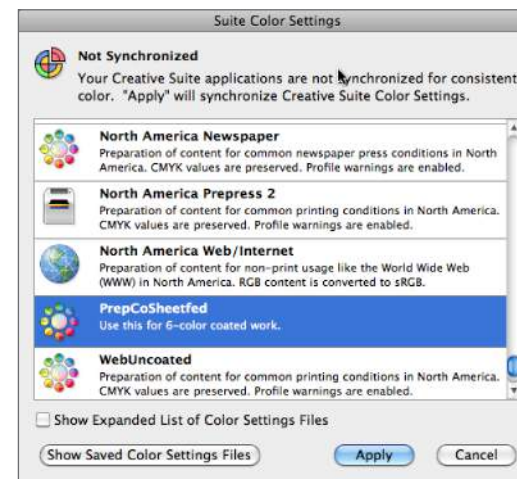 Suite Color Settings
Not Synchronized
Your Creative Suite applications are not synchronized for consistent
color. "Apply" will synchronize Creative Suite Color Settings.
North America Newspaper
Preparation of content for common newspaper press conditions in North
America. CMYK values are preserved. Profile warnings are enabled.
North America Prepress 2
Preparation of content for common printing conditions in North America.
CMYK values are preserved. Profile warnings are enabled.
North America Web/Internet
Preparation of content for non-print usage like the World Wide Web
(WWW) in North America. RGB content is converted to sRGB.
PrepCoSheetfed
Use this for 6-color coated work.
WebUncoated
Preparation of content for common printing conditions in North America.
CMYK values are preserved. Profile warnings are enabled.
Show Expanded List of Color Settings Files
Show Saved Color Settings Files Apply Cancel